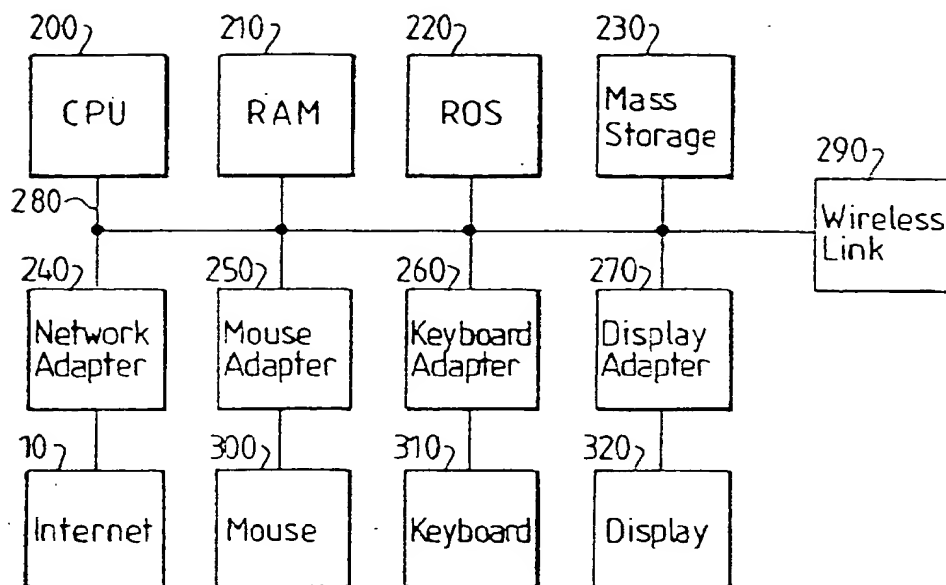 200
210
220
230
CPU
RAM
ROS
Mass
Storage
290
280
Wireless
Link
240
250
260
270
Network
Adapter
Mouse
Adapter
Keyboard
Adapter
Display
Adapter
10
300
310
320
Internet
Mouse
Keyboard
Display